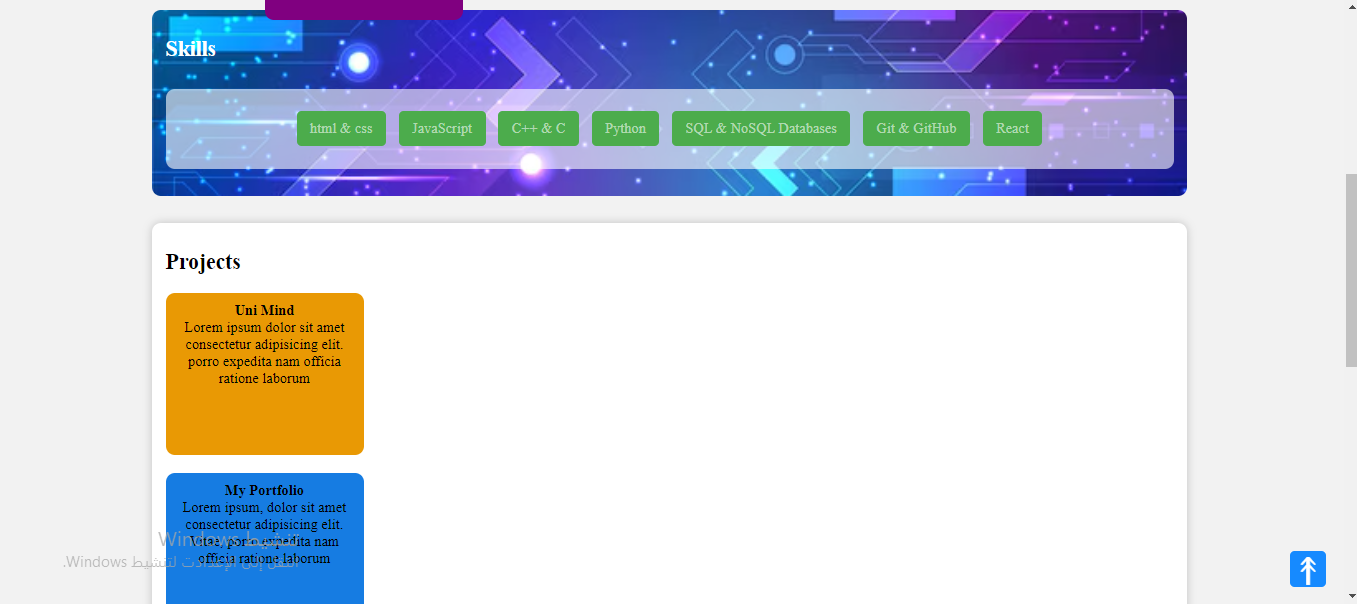 Skills
html & css JavaScript C++ & C Python SQL & NoSQL Databases Git & GitHub React
Projects
Uni Mind
Lorem ipsum dolor sit amet
consectetur adipisicing elit.
porro expedita nam officia
ratione laborum
My Portfolio
Lorem ipsum, dolor sit amet
consectetur adipisicing elit.
Vitae, porro expedita nam
officia ratione laborum
تنشيط Windows
انتقل إلى الإعدادات لتنشيط Windows.